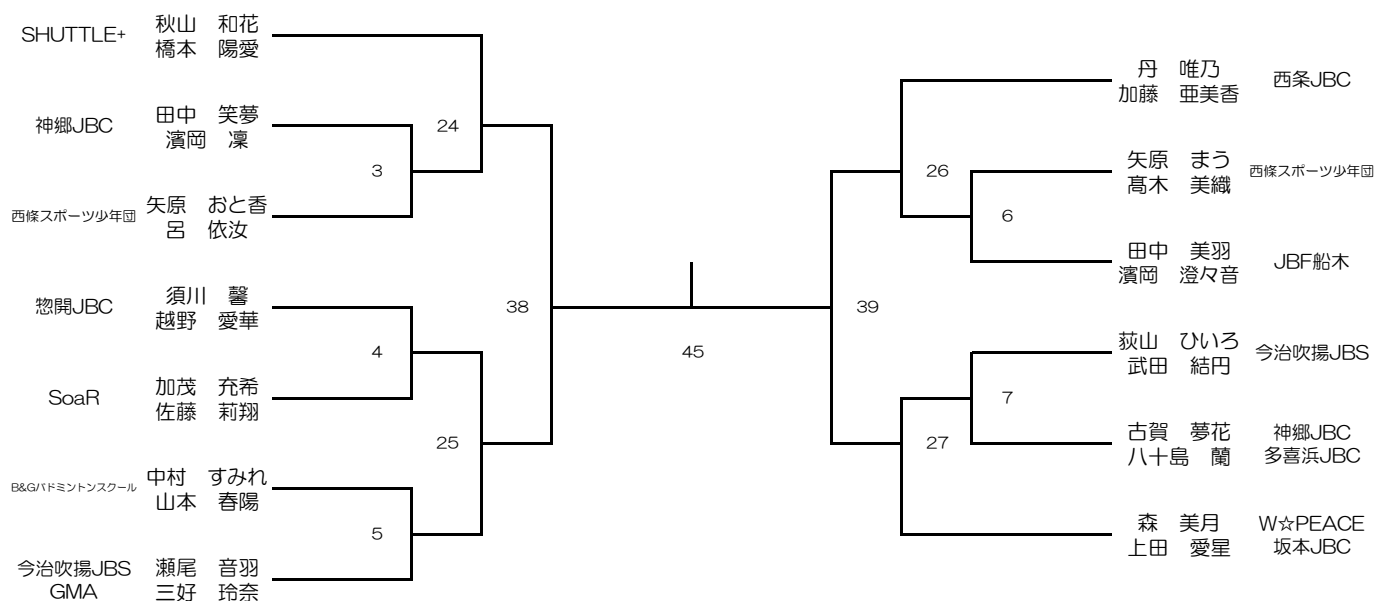 SHUTTLE+
秋山　和花
橋本　陽愛
神郷JBC
田中　笑夢
濱岡　凜
24
3
西條スポーツ少年団
矢原　おと香
呂　依汝
惣開JBC
須川　馨
越野　愛華
38
4
SoaR
加茂　充希
佐藤　莉翔
25
B&Gバドミントンスクール
中村　すみれ
山本　春陽
5
今治吹揚JBS
GMA
瀬尾　音羽
三好　玲奈
45
丹　唯乃
加藤　亜美香
西条JBC
26
矢原　まう
髙木　美織
西條スポーツ少年団
6
田中　美羽
濱岡　澄々音
JBF船木
39
荻山　ひいろ
武田　結円
今治吹揚JBS
7
27
古賀　夢花
八十島　蘭
神郷JBC
多喜浜JBC
森　美月
上田　愛星
W☆PEACE
坂本JBC